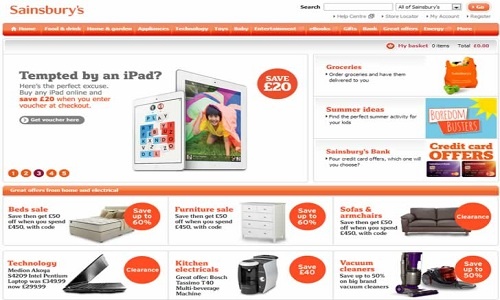 Sainsbury's
Search
All of Sainsbury's
Go
Help Centre
Store Locator
My Account
Register
Home Food & drink Home & garden Appliances Technology Toys Baby Entertainment eBooks Gifts Bank Great offers Energy More
My basket 0 items Total £0.00
Tempted by an iPad?
Here's the perfect excuse.
Buy any iPad online and
save £20 when you enter
voucher at checkout.
Get voucher here
SAVE
£20
PLAY
1 2 3 4 5
Groceries
Order groceries and have them
delivered to you
Summer ideas
Find the perfect summer activity for
your kids
BOREDOM
BUSTERS
Sainsbury's Bank
Four credit cards, which one will you
choose?
Credit card
OFFERS
Great offers from home and electrical
Beds sale
Save then get £50
off when you spend
£450, with code
Save
up to
60%
Furniture sale
Save then get £50
off when you spend
£450, with code
Save
up to
60%
Sofas &
armchairs
Save then get £50
off when you spend
£450, with code
Clearance
Technology
Medion Akoya
S4209 Intel Pentium
Laptop was £349.99
now £299.99
Clearance
Kitchen
electricals
Great offer: Bosch
Tassimo T40
Multi-beverage
Machine
Save
£40
Vacuum
cleaners
Save up to 50%
on big brand
vacuum cleaners
Save
up to
50%